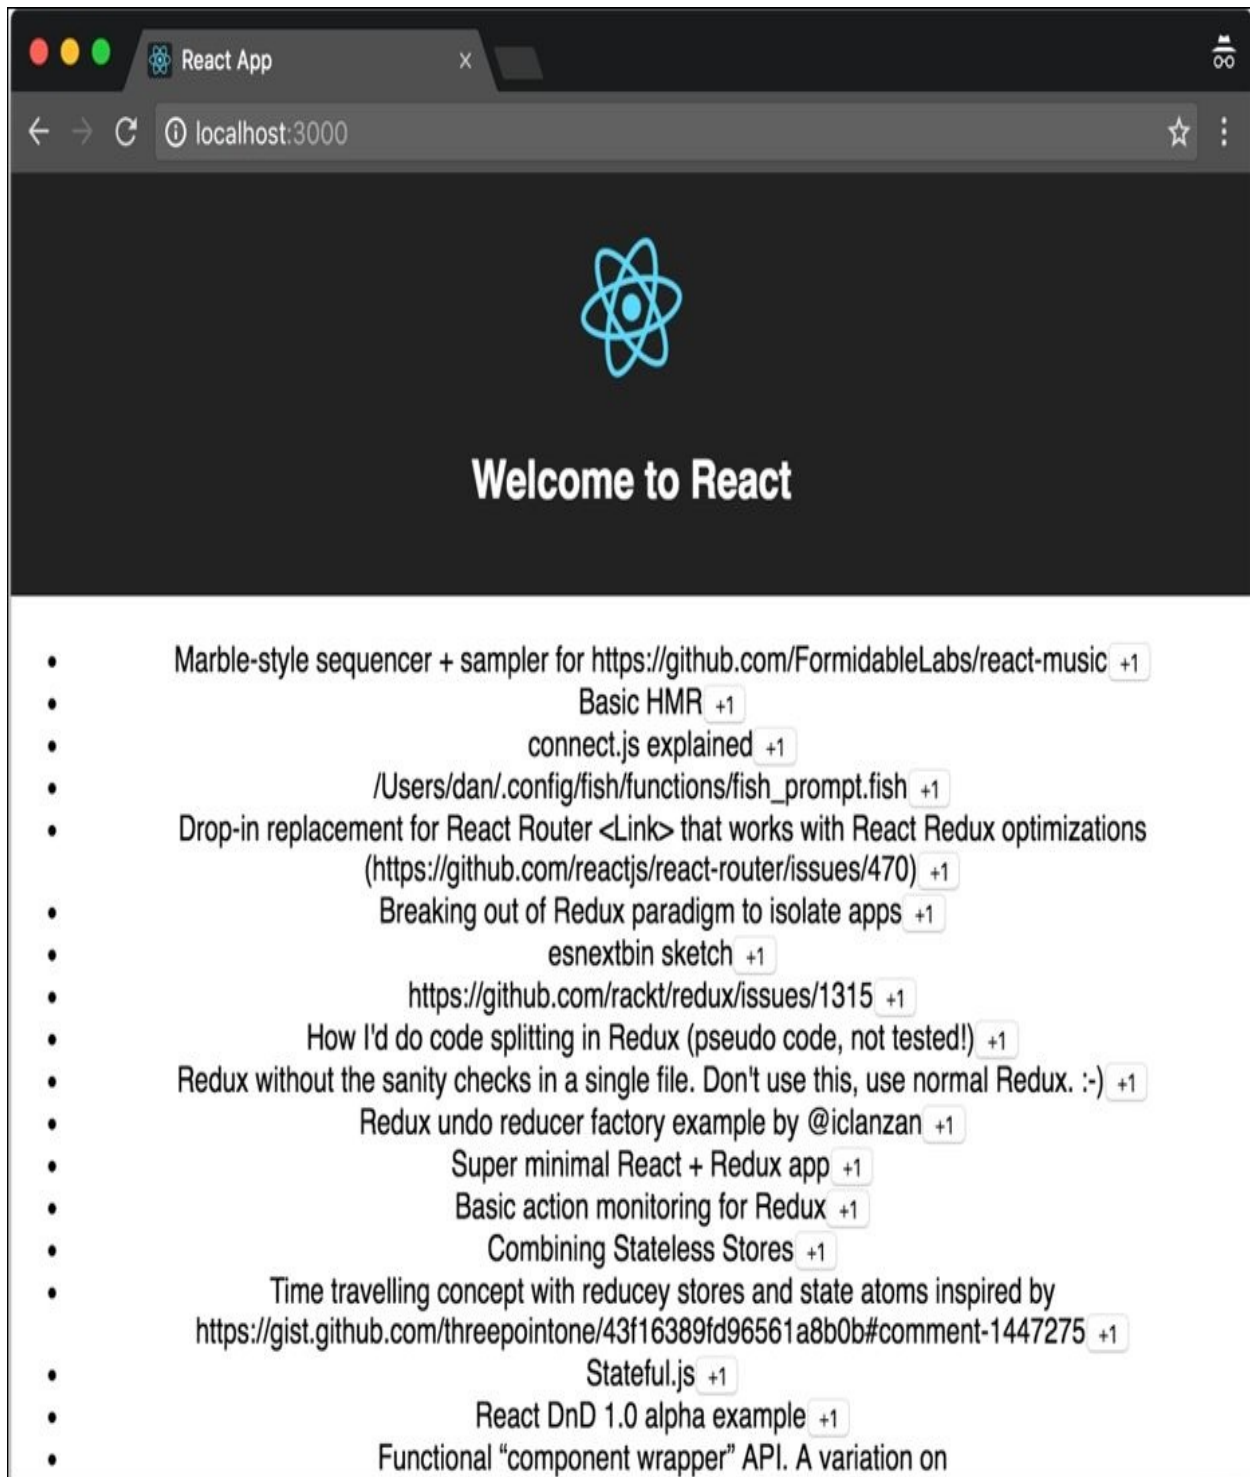 React App
localhost:3000
Welcome to React
Marble-style sequencer + sampler for https://github.com/FormidableLabs/react-music +1
Basic HMR +1
connect.js explained +1
/Users/dan/.config/fish/functions/fish_prompt.fish +1
Drop-in replacement for React Router <Link> that works with React Redux optimizations
(https://github.com/reactjs/react-router/issues/470) +1
Breaking out of Redux paradigm to isolate apps +1
esnextbin sketch +1
https://github.com/rackt/redux/issues/1315 +1
How I'd do code splitting in Redux (pseudo code, not tested!) +1
Redux without the sanity checks in a single file. Don't use this, use normal Redux. :-) +1
Redux undo reducer factory example by @iclanzan +1
Super minimal React + Redux app +1
Basic action monitoring for Redux +1
Combining Stateless Stores +1
Time travelling concept with reducey stores and state atoms inspired by
https://gist.github.com/threepointone/43f16389fd96561a8b0b#comment-1447275 +1
Stateful.js +1
React DnD 1.0 alpha example +1
Functional “component wrapper” API. A variation on